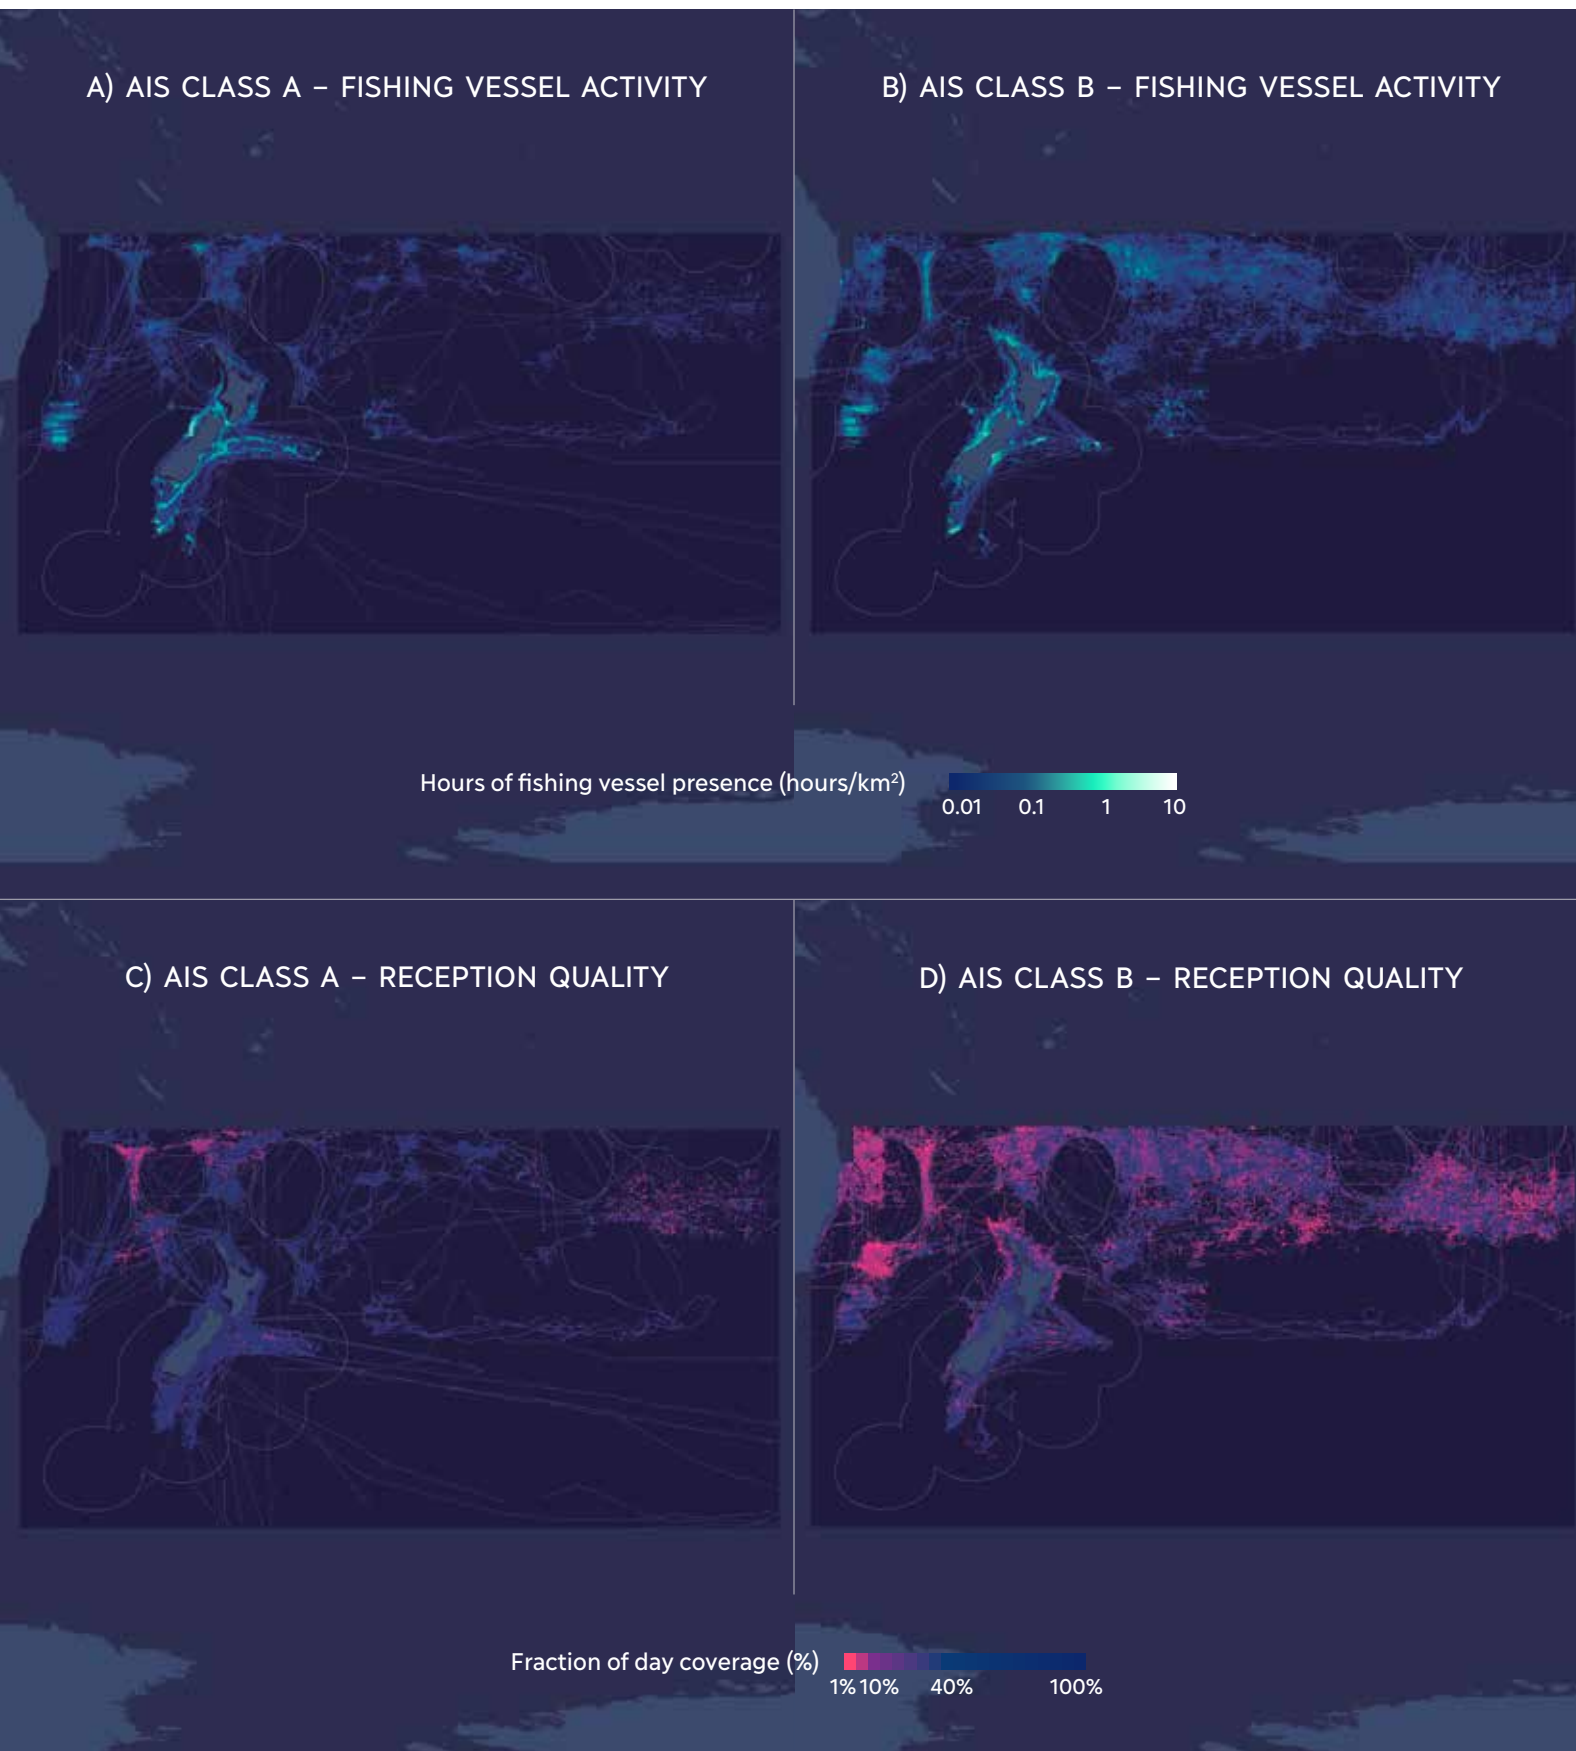 A) AIS CLASS A – FISHING VESSEL ACTIVITY
B) AIS CLASS B – FISHING VESSEL ACTIVITY
Hours of fishing vessel presence (hours/km²)
0.01 0.1 1 10
C) AIS CLASS A – RECEPTION QUALITY
D) AIS CLASS B – RECEPTION QUALITY
Fraction of day coverage (%)
1% 10% 40% 100%